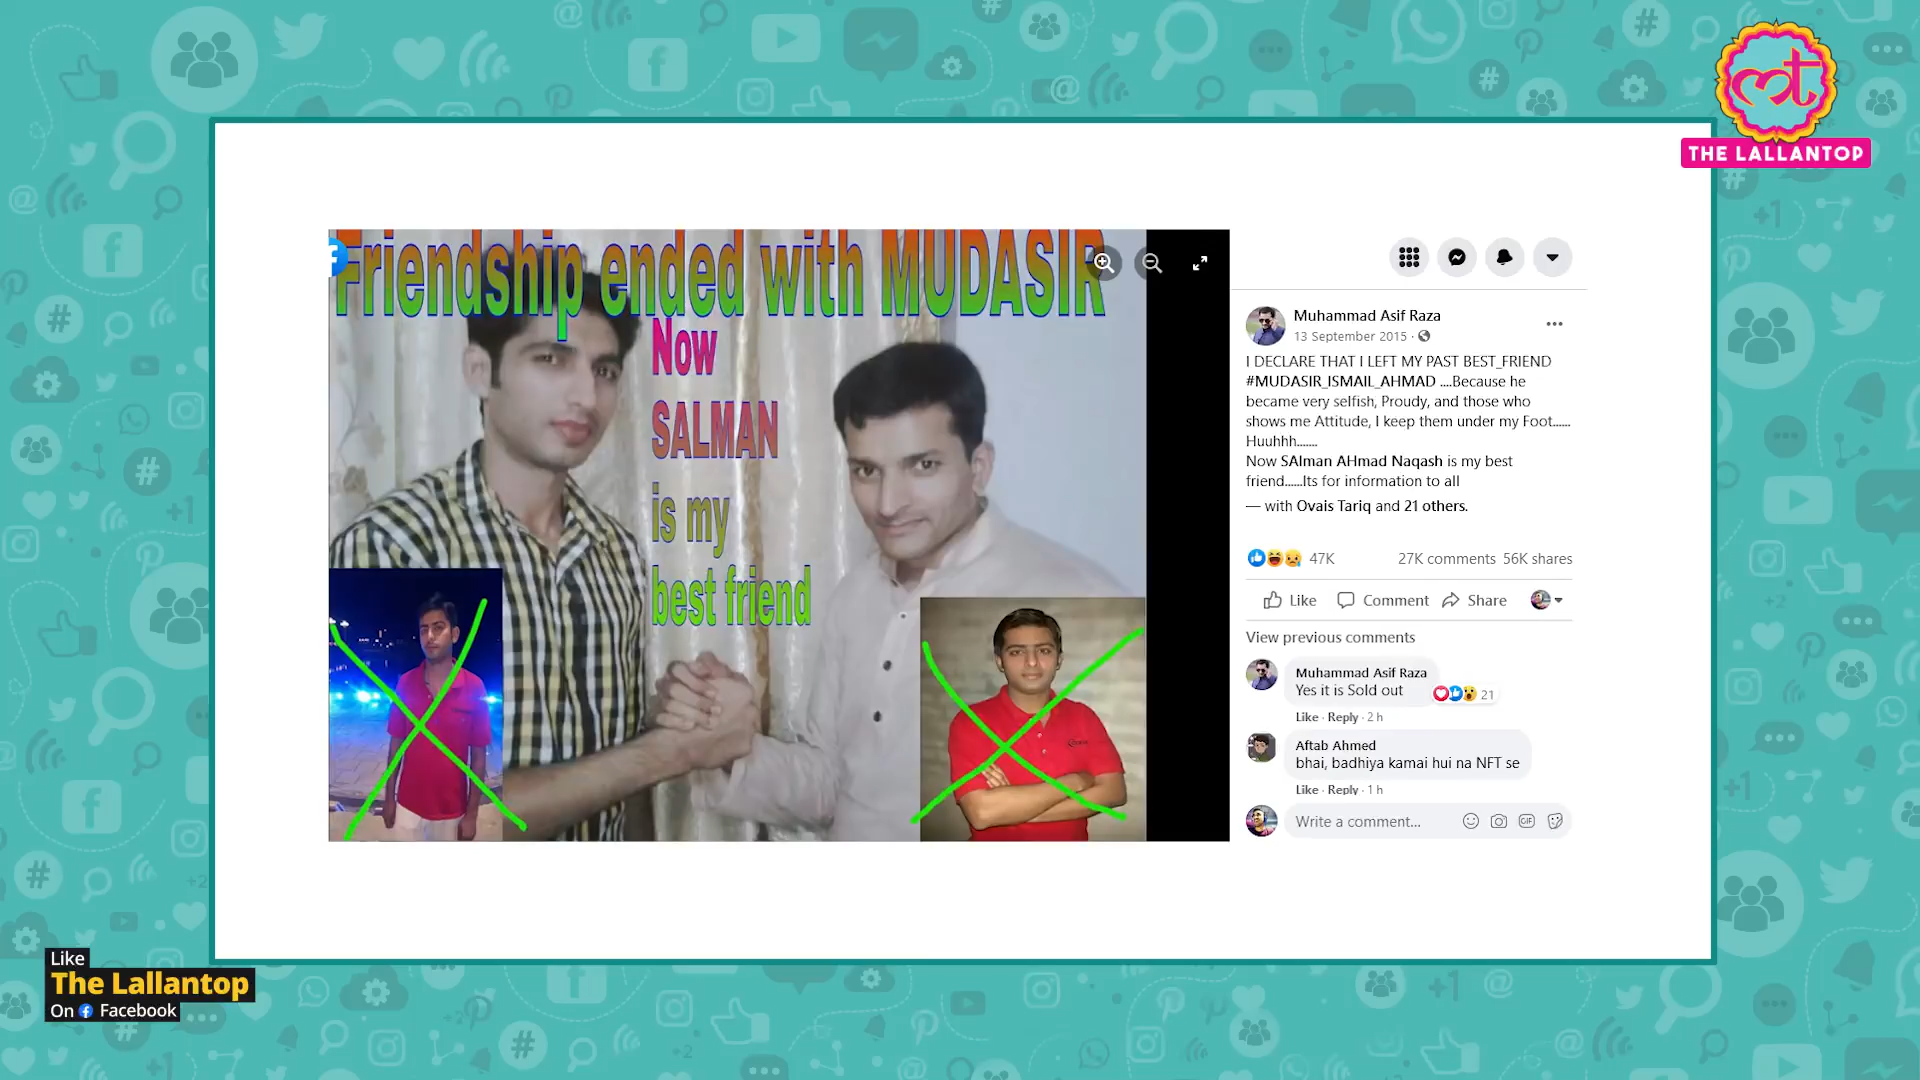 THE LALLANTOP
Friendship ended with MUDASIR
Now
SALMAN
is my
best friend
Muhammad Asif Raza
13 September 2015 ·
I DECLARE THAT I LEFT MY PAST BEST_FRIEND
#MUDASIR_ISMAIL_AHMAD ....Because he
became very selfish, Proudy, and those who
shows me Attitude, I keep them under my Foot......
Huuhhh.......
Now SAlman AHmad Naqash is my best
friend......Its for information to all
— with Ovais Tariq and 21 others.
47K 27K comments 56K shares
Like Comment Share
View previous comments
Muhammad Asif Raza
Yes it is Sold out
21
Like · Reply · 2 h
Aftab Ahmed
bhai, badhiya kamai hui na NFT se
Like · Reply · 1 h
Write a comment...
GIF
Like
The Lallantop
On Facebook